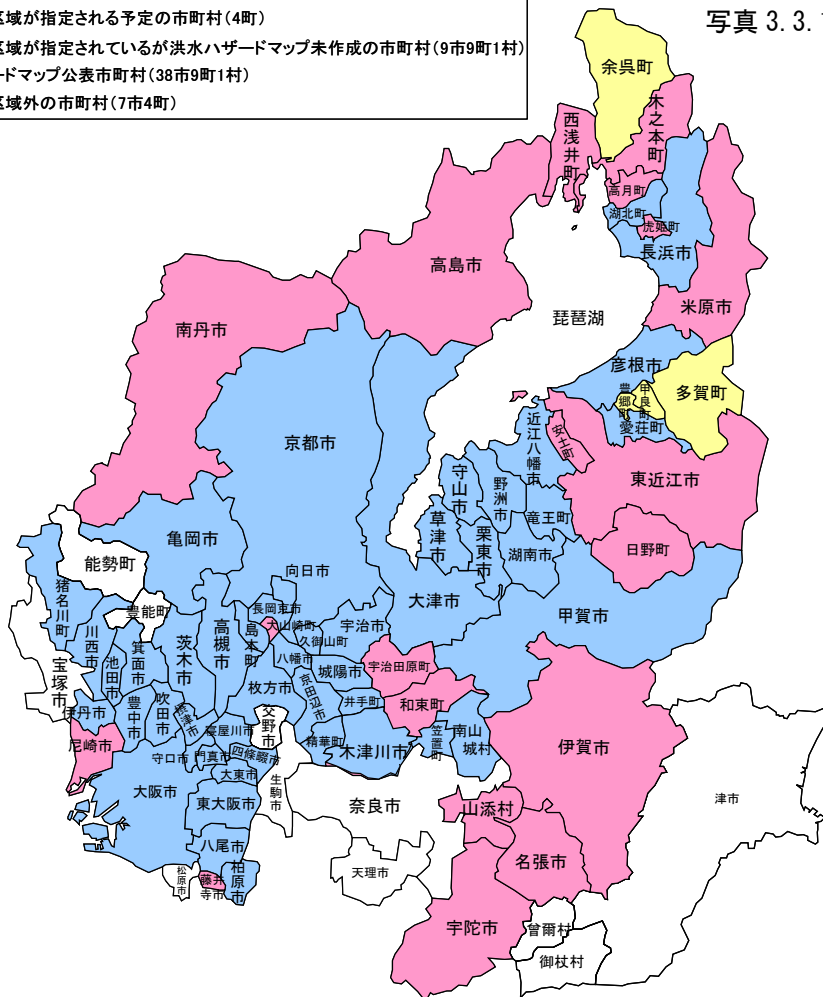 区域が指定される予定の市町村(4町)
区域が指定されているが洪水ハザードマップ未作成の市町村(9市9町1村)
ードマップ公表市町村(38市9町1村)
区域外の市町村(7市4町)
写真 3.3.
余呉町
木之本町
西浅井町
高月町
湖北町
虎姫町
長浜市
高島市
米原市
琵琶湖
南丹市
彦根市
多賀町
豊郷町
甲良町
愛荘町
京都市
近江八幡市
安土町
東近江市
守山市
野洲市
草津市
栗東市
竜王町
湖南市
日野町
亀岡市
能勢町
向日市
大津市
甲賀市
猪名川町
豊能町
長岡京市
大山崎町
島本町
久御山町
宇治市
川西市
池田市
箕面市
茨木市
高槻市
八幡市
城陽市
宇治田原町
宝塚市
枚方市
京田辺市
井手町
和束町
伊丹市
豊中市
吹田市
摂津市
交野市
精華町
木津川市
笠置町
南山城村
尼崎市
守口市
門真市
寝屋川市
四條畷市
大東市
生駒市
伊賀市
大阪市
東大阪市
奈良市
山添村
津市
八尾市
松原市
藤井寺市
柏原市
天理市
名張市
宇陀市
曽爾村
御杖村